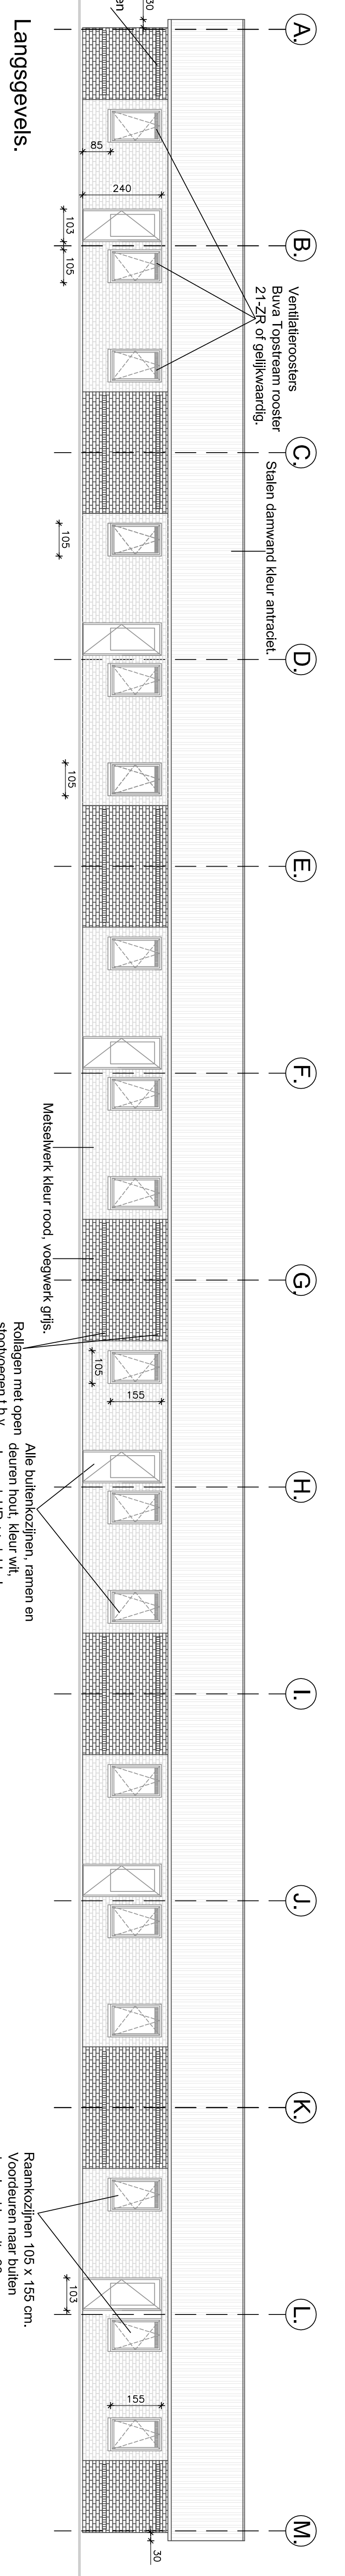 A.
B.
C.
D.
E.
F.
G.
H.
I.
J.
K.
L.
M.
Ventilatieroosters
Buva Topstream rooster
21-ZR of gelijkwaardig.
Stalen damwand kleur antraciet.
30
en
85
240
103
105
105
105
105
155
103
155
30
Metselwerk kleur rood, voegwerk grijs.
Rollagen met open
stootvoegen t.b.v.
Alle buitenkozijnen, ramen en
deuren hout, kleur wit,
Raamkozijnen 105 x 155 cm.
Voordeuren naar buiten
Langsgevels.